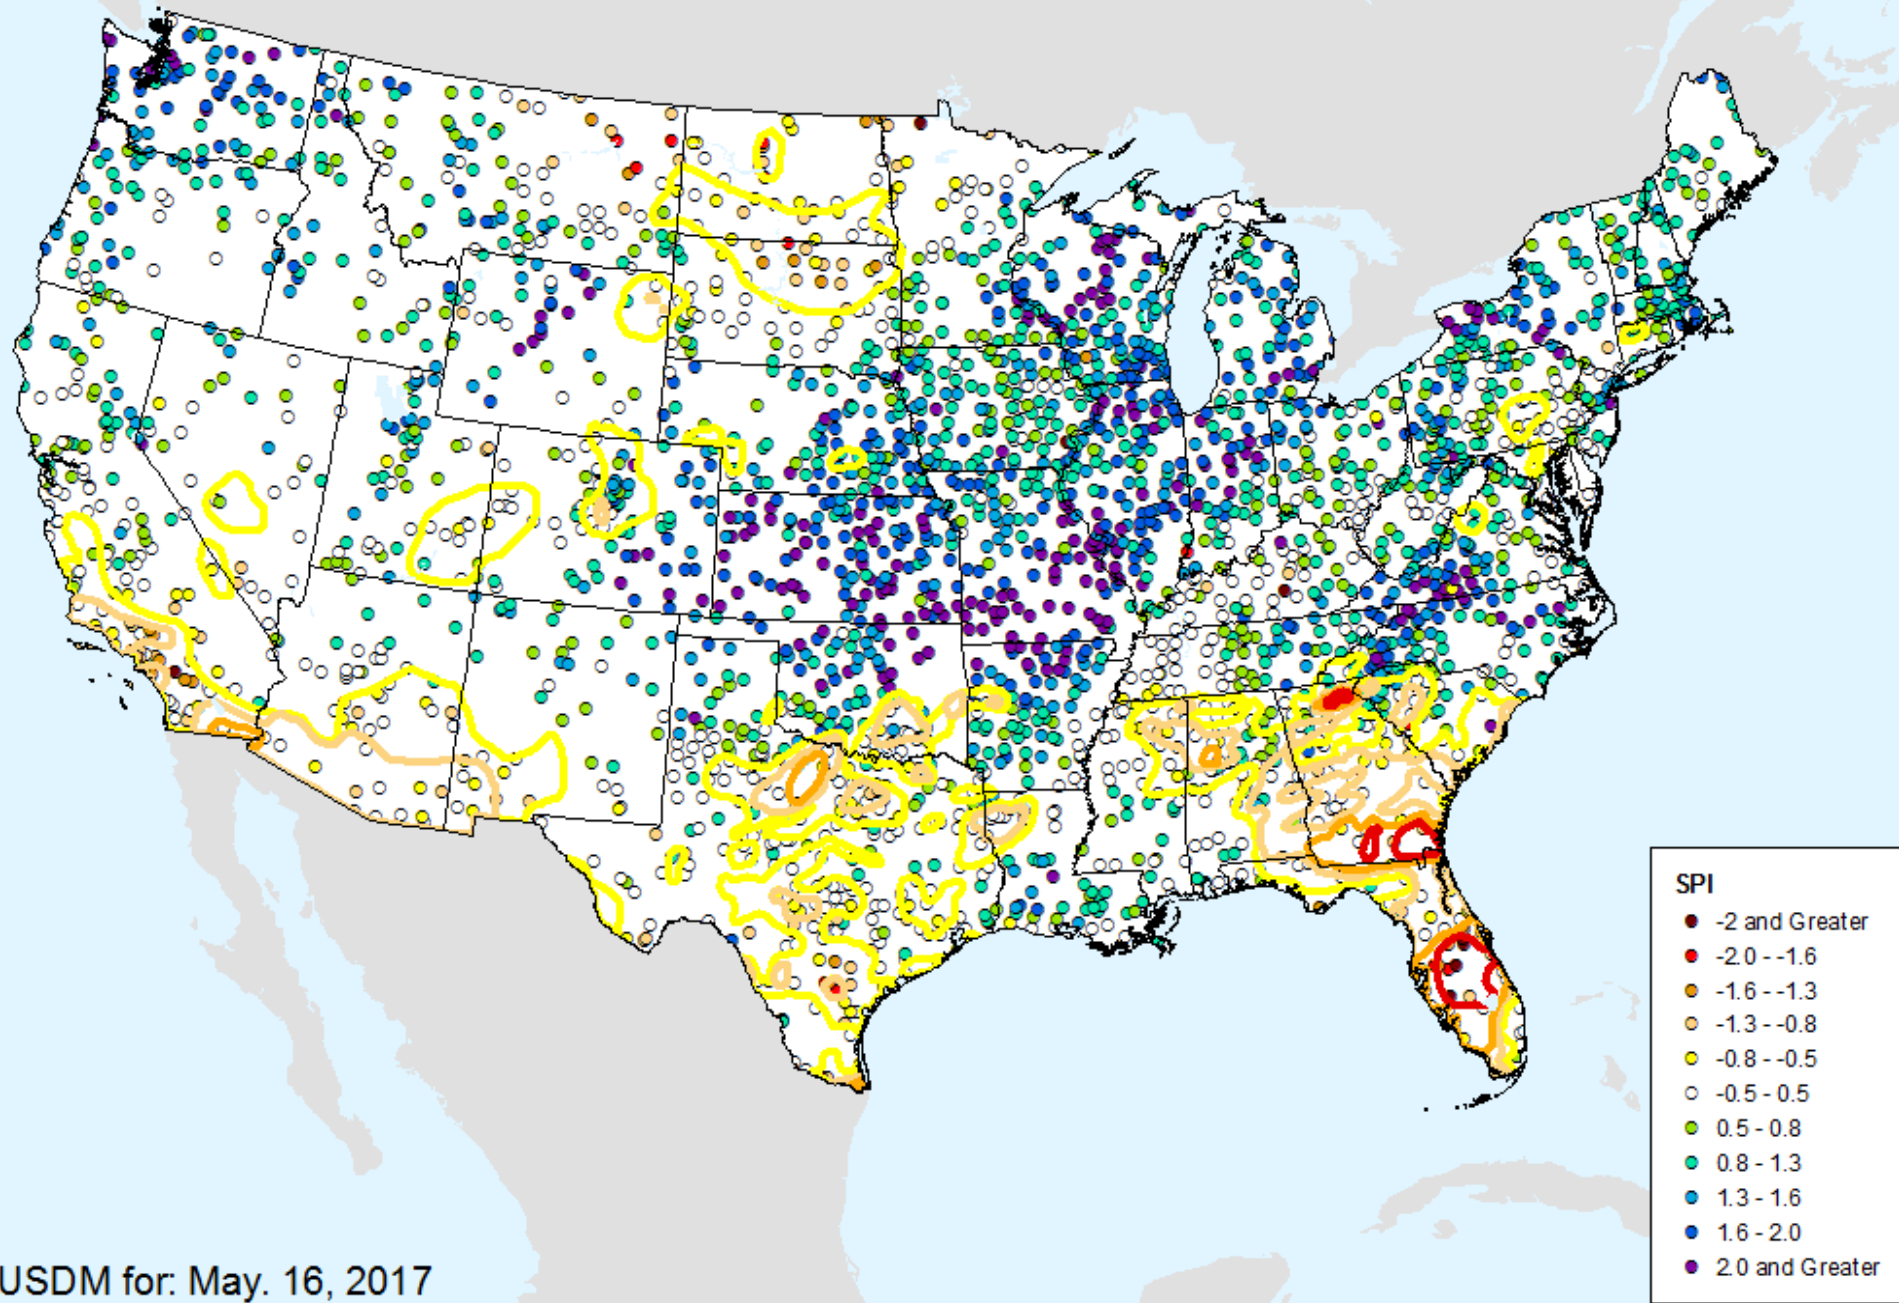 SPI
-2 and Greater
-2.0 - -1.6
-1.6 - -1.3
-1.3 - -0.8
-0.8 - -0.5
-0.5 - 0.5
0.5 - 0.8
0.8 - 1.3
1.3 - 1.6
1.6 - 2.0
2.0 and Greater
USDM for: May. 16, 2017